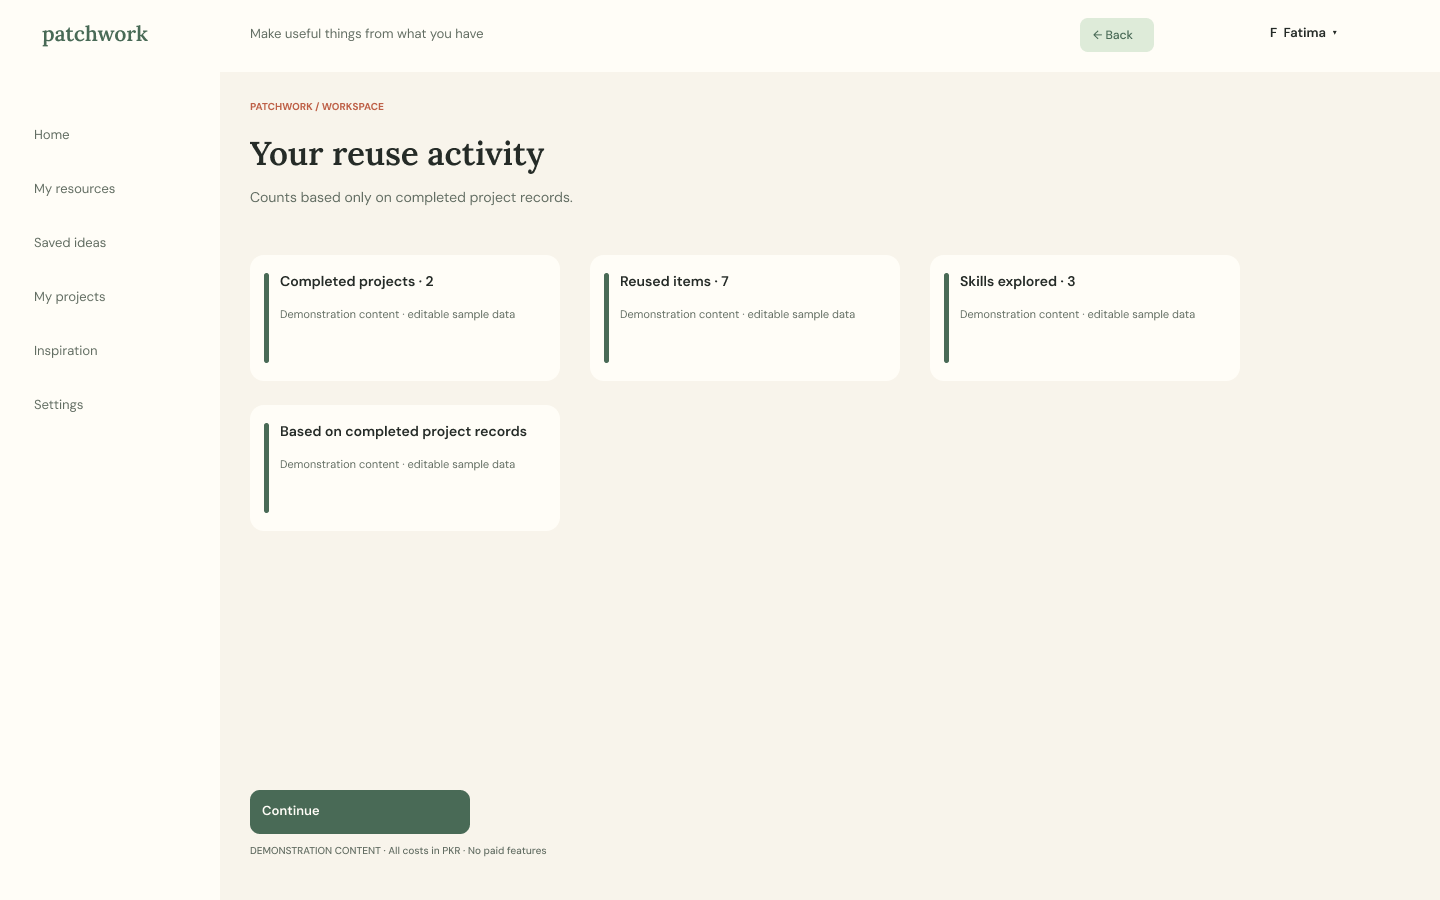 patchwork
Make useful things from what you have
← Back
F Fatima ▾
Home
My resources
Saved ideas
My projects
Inspiration
Settings
PATCHWORK / WORKSPACE
Your reuse activity
Counts based only on completed project records.
Completed projects · 2
Demonstration content · editable sample data
Reused items · 7
Demonstration content · editable sample data
Skills explored · 3
Demonstration content · editable sample data
Based on completed project records
Demonstration content · editable sample data
Continue
DEMONSTRATION CONTENT · All costs in PKR · No paid features